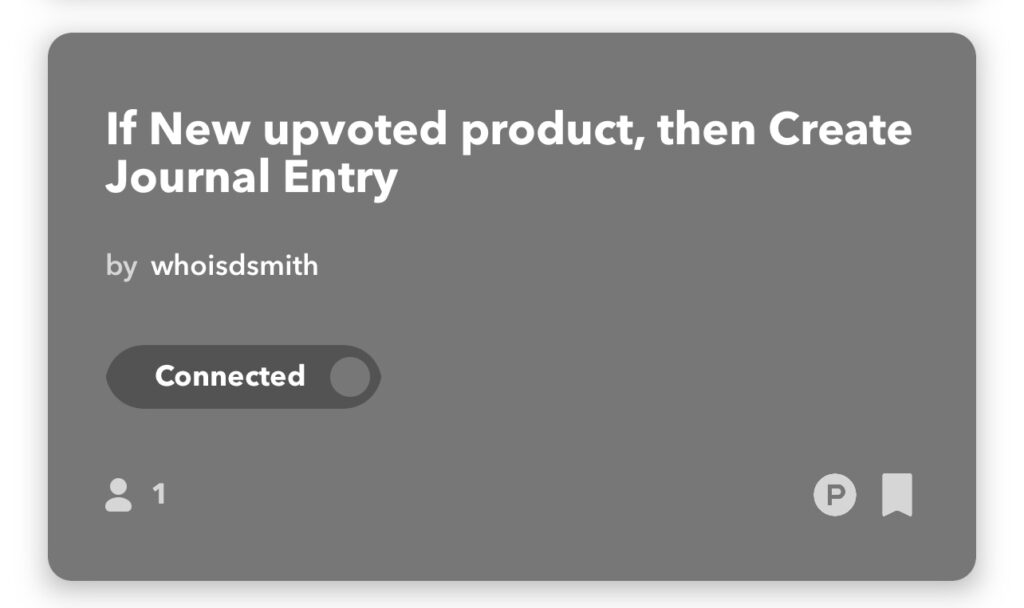 If New upvoted product, then Create
Journal Entry
by whoisdsmith
Connected
1
P